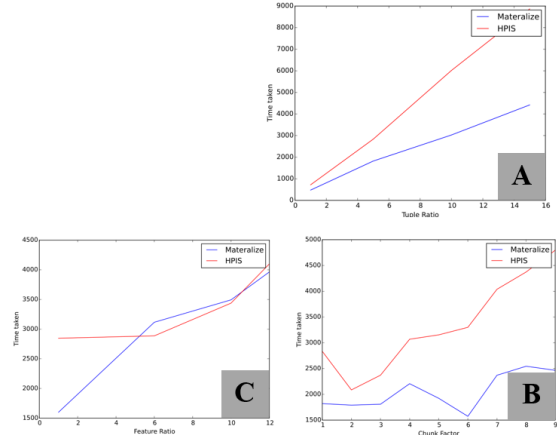 9000
8000
7000
6000
5000
4000
3000
2000
1000
0
Time taken
Materalize
HPIS
A
0 2 4 6 8 10 12 14 16
Tuple Ratio
4500
4000
3500
3000
2500
2000
1500
Time taken
Materalize
HPIS
C
0 2 4 6 8 10 12
Feature Ratio
5000
4500
4000
3500
3000
2500
2000
1500
Time taken
Materalize
HPIS
B
1 2 3 4 5 6 7 8 9
Chunk Factor